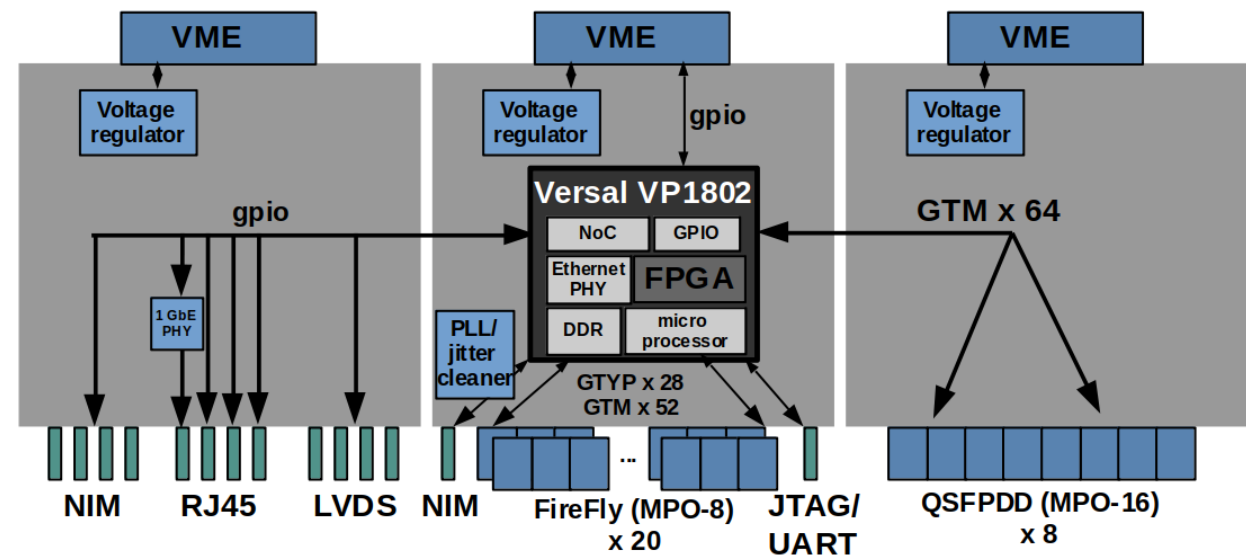 VME
VME
VME
Voltage
regulator
Voltage
regulator
Voltage
regulator
gpio
Versal VP1802
NoC
GPIO
Ethernet
PHY
FPGA
DDR
micro
processor
gpio
GTM x 64
1 GbE
PHY
PLL/
jitter
cleaner
GTYP x 28
GTM x 52
...
NIM
RJ45
LVDS
NIM
FireFly (MPO-8)
x 20
JTAG/
UART
QSFPDD (MPO-16)
x 8